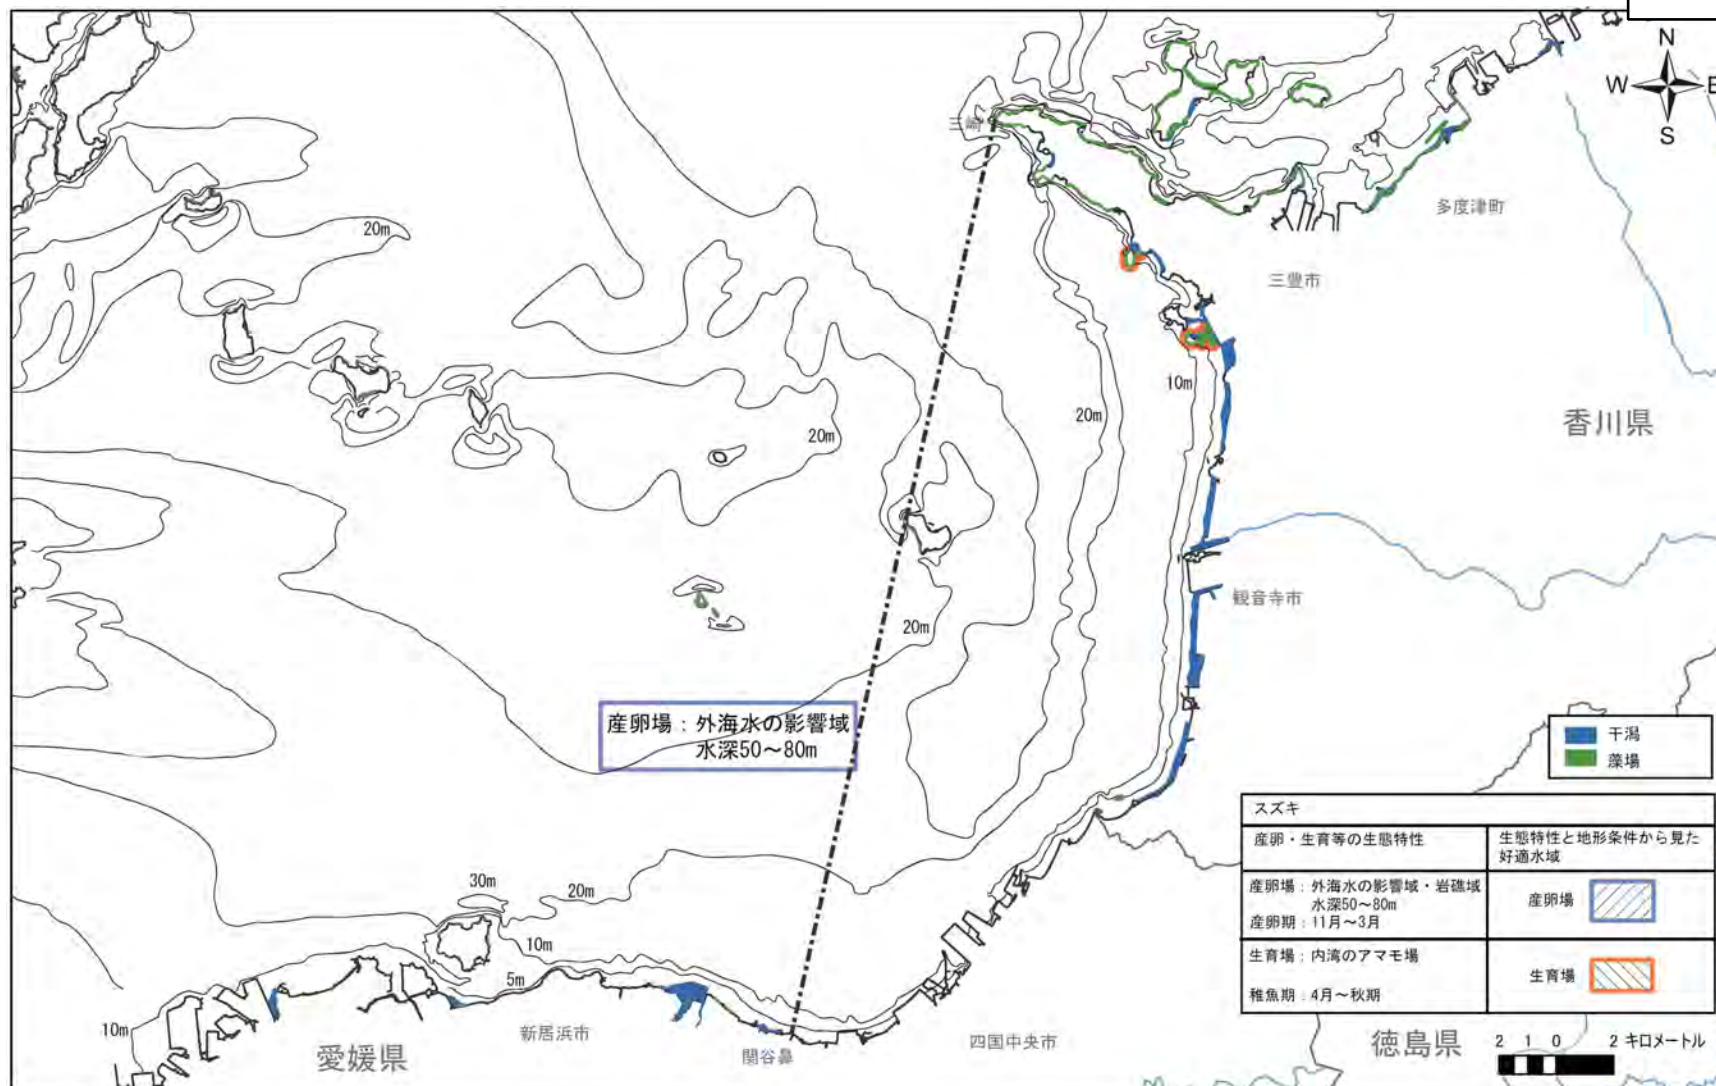 N
W
E
S
三崎
多度津町
20m
三豊市
10m
20m
20m
香川県
観音寺市
20m
産卵場：外海水の影響域
水深50～80m
干潟
藻場
スズキ
産卵・生育等の生態特性
生態特性と地形条件から見た
好適水域
産卵場：外海水の影響域・岩礁域
水深50～80m
産卵期：11月～3月
産卵場
生育場：内湾のアマモ場
稚魚期：4月～秋期
生育場
30m
20m
10m
5m
10m
新居浜市
愛媛県
関谷鼻
四国中央市
徳島県
2 1 0 2 キロメートル